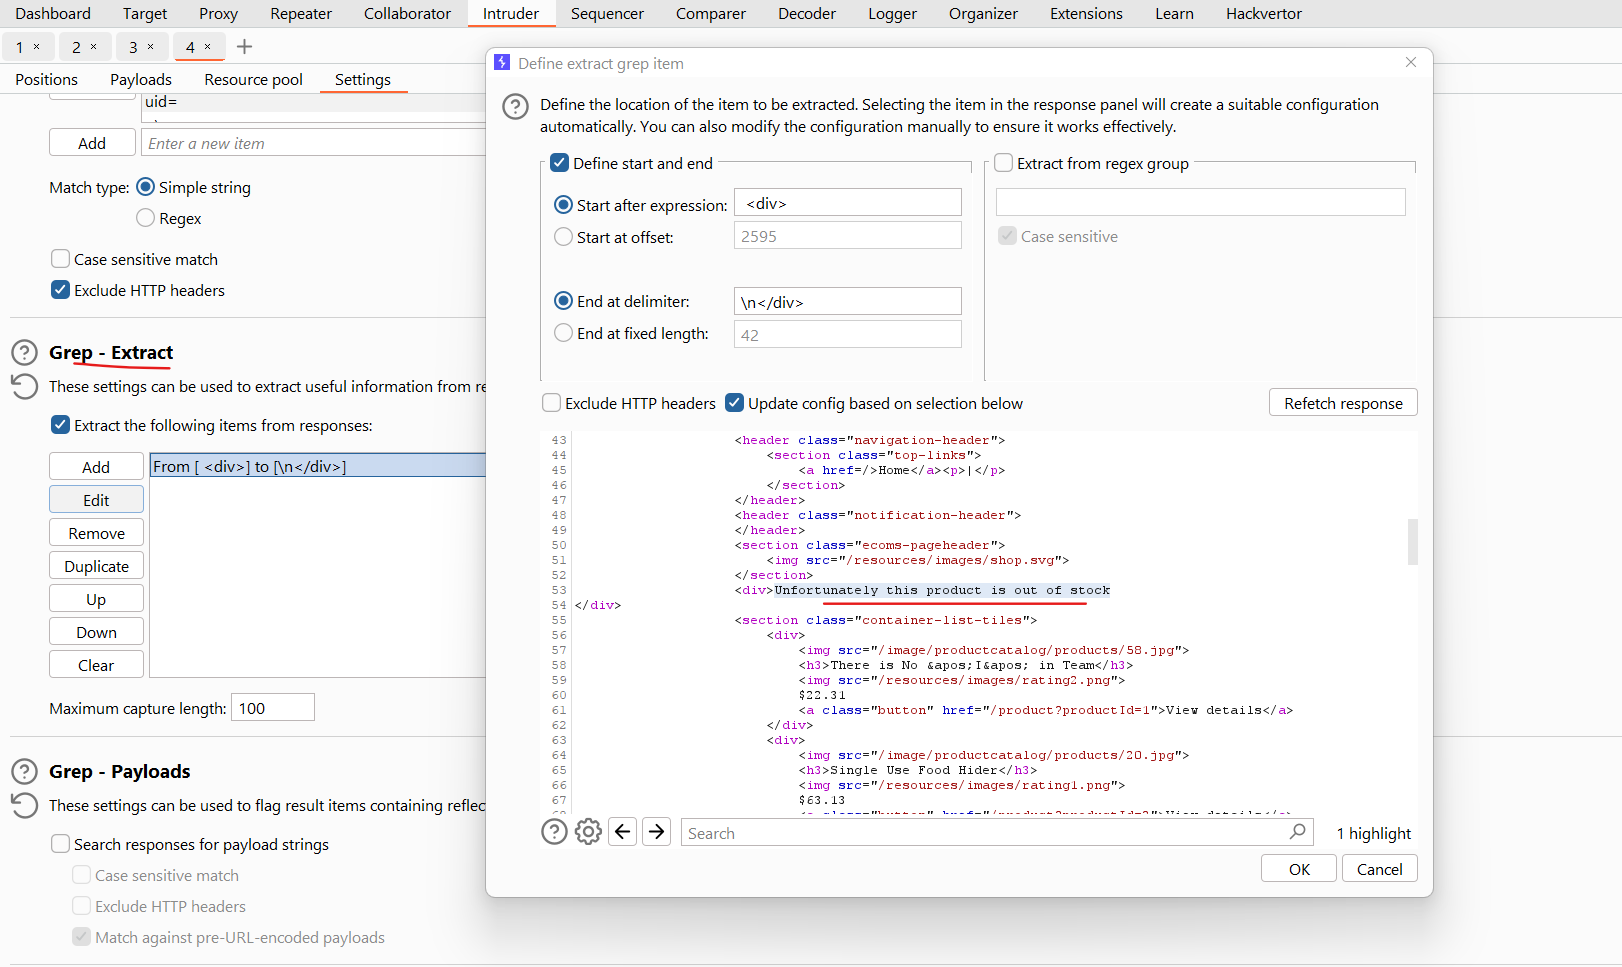 Dashboard Target Proxy Repeater Collaborator Intruder Sequencer Comparer Decoder Logger Organizer Extensions Learn Hackvertor
1 × 2 × 3 × 4 × +
Positions Payloads Resource pool Settings
uid=
Add Enter a new item
Match type: Simple string
Regex
Case sensitive match
Exclude HTTP headers
Grep - Extract
These settings can be used to extract useful information from re
Extract the following items from responses:
Add
From [ <div>] to [\n</div>]
Edit
Remove
Duplicate
Up
Down
Clear
Maximum capture length: 100
Grep - Payloads
These settings can be used to flag result items containing reflec
Search responses for payload strings
Case sensitive match
Exclude HTTP headers
Match against pre-URL-encoded payloads
Define extract grep item
Define the location of the item to be extracted. Selecting the item in the response panel will create a suitable configuration
automatically. You can also modify the configuration manually to ensure it works effectively.
Define start and end
Start after expression: <div>
Start at offset: 2595
End at delimiter: \n</div>
End at fixed length: 42
Extract from regex group
Case sensitive
Exclude HTTP headers Update config based on selection below Refetch response
43 <header class="navigation-header">
44 <section class="top-links">
45 <a href=/>Home</a><p>|</p>
46 </section>
47 </header>
48 <header class="notification-header">
49 </header>
50 <section class="ecoms-pageheader">
51 <img src="/resources/images/shop.svg">
52 </section>
53 <div>Unfortunately this product is out of stock
54 </div>
55 <section class="container-list-tiles">
56 <div>
57 <img src="/image/productcatalog/products/58.jpg">
58 <h3>There is No &apos;I&apos; in Team</h3>
59 <img src="/resources/images/rating2.png">
60 $22.31
61 <a class="button" href="/product?productId=1">View details</a>
62 </div>
63 <div>
64 <img src="/image/productcatalog/products/20.jpg">
65 <h3>Single Use Food Hider</h3>
66 <img src="/resources/images/rating1.png">
67 $63.13
Search 1 highlight
OK Cancel